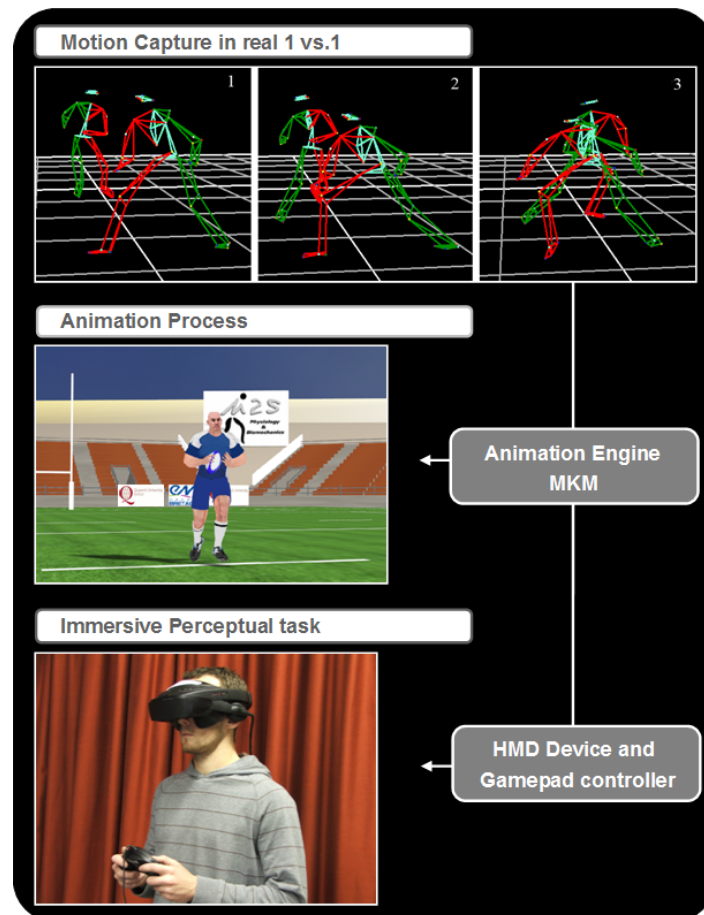 Motion Capture in real 1 vs.1
1
2
3
Animation Process
M2S
Physiology
&
Biomechanics
Animation Engine
MKM
Immersive Perceptual task
HMD Device and
Gamepad controller